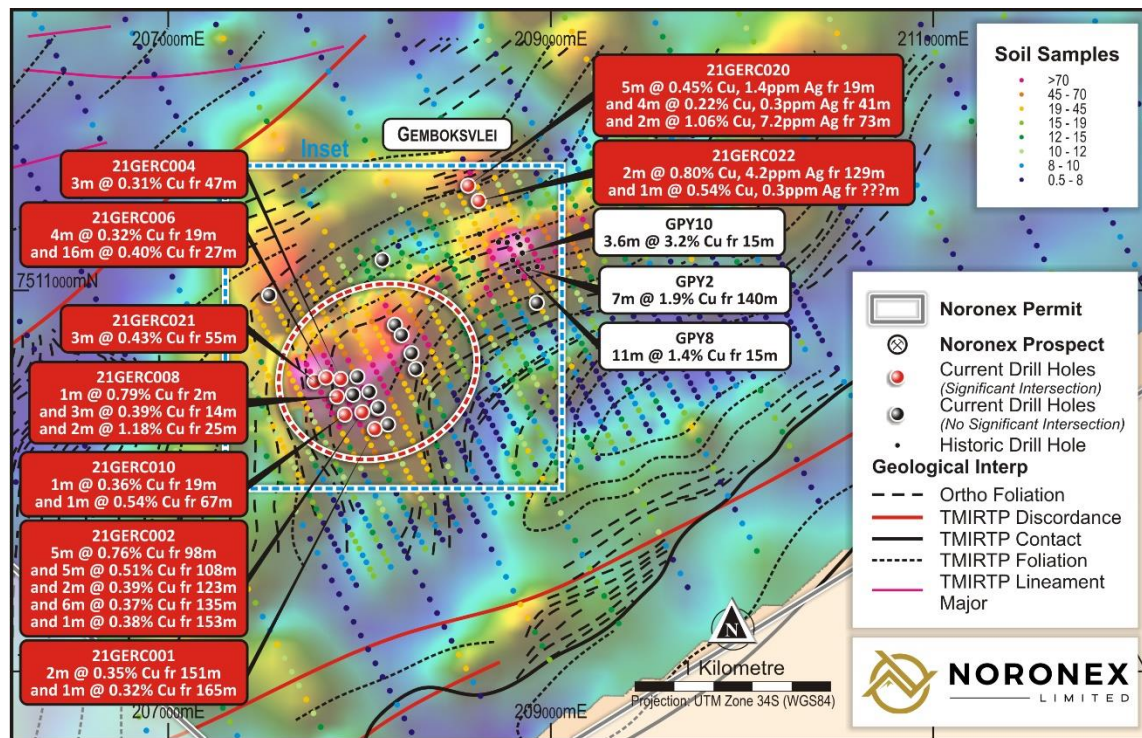 207000mE
209000mE
211000mE
7511000mN
GEMBOKSVLEI
Inset
21GERC020
5m @ 0.45% Cu, 1.4ppm Ag fr 19m
and 4m @ 0.22% Cu, 0.3ppm Ag fr 41m
and 2m @ 1.06% Cu, 7.2ppm Ag fr 73m
21GERC022
2m @ 0.80% Cu, 4.2ppm Ag fr 129m
and 1m @ 0.54% Cu, 0.3ppm Ag fr ???m
GPY10
3.6m @ 3.2% Cu fr 15m
GPY2
7m @ 1.9% Cu fr 140m
GPY8
11m @ 1.4% Cu fr 15m
21GERC004
3m @ 0.31% Cu fr 47m
21GERC006
4m @ 0.32% Cu fr 19m
and 16m @ 0.40% Cu fr 27m
21GERC021
3m @ 0.43% Cu fr 55m
21GERC008
1m @ 0.79% Cu fr 2m
and 3m @ 0.39% Cu fr 14m
and 2m @ 1.18% Cu fr 25m
21GERC010
1m @ 0.36% Cu fr 19m
and 1m @ 0.54% Cu fr 67m
21GERC002
5m @ 0.76% Cu fr 98m
and 5m @ 0.51% Cu fr 108m
and 2m @ 0.39% Cu fr 123m
and 6m @ 0.37% Cu fr 135m
and 1m @ 0.38% Cu fr 153m
21GERC001
2m @ 0.35% Cu fr 151m
and 1m @ 0.32% Cu fr 165m
207000mE
209000mE
N
1 Kilometre
Projection: UTM Zone 34S (WGS84)
Soil Samples
>70
45 - 70
19 - 45
15 - 19
12 - 15
10 - 12
8 - 10
0.5 - 8
Noronex Permit
Noronex Prospect
Current Drill Holes
(Significant Intersection)
Current Drill Holes
(No Significant Intersection)
Historic Drill Hole
Geological Interp
Ortho Foliation
TMIRTP Discordance
TMIRTP Contact
TMIRTP Foliation
TMIRTP Lineament
Major
NORONEX
LIMITED